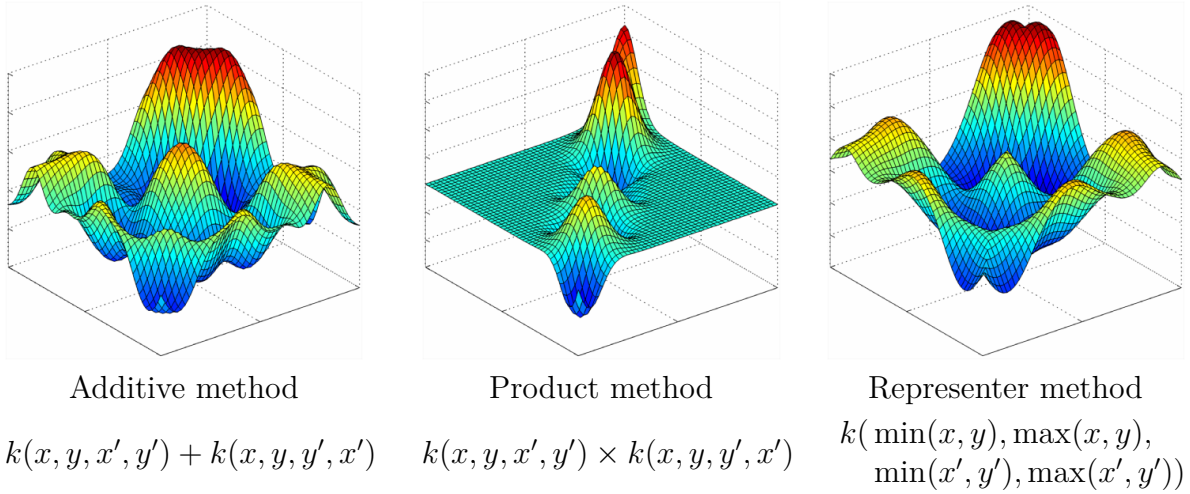 Additive method
Product method
Representer method
k(x, y, x′, y′) + k(x, y, y′, x′)
k(x, y, x′, y′) × k(x, y, y′, x′)
k( min(x, y), max(x, y),
min(x′, y′), max(x′, y′))